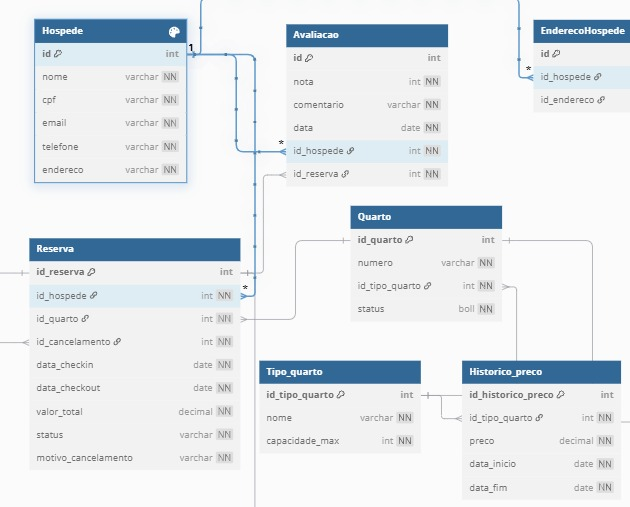 Hospede
id int
nome varchar NN
cpf varchar NN
email varchar NN
telefone varchar NN
endereco varchar NN
1
Avaliacao
id int
nota int NN
comentario varchar NN
data date NN
* id_hospede int NN
id_reserva int NN
EnderecoHospede
id
* id_hospede
id_endereco
Reserva
id_reserva int
id_hospede int NN *
id_quarto int NN
id_cancelamento int NN
data_checkin date NN
data_checkout date NN
valor_total decimal NN
status varchar NN
motivo_cancelamento varchar NN
Quarto
id_quarto int
numero varchar NN
id_tipo_quarto int NN
status boll NN
Tipo_quarto
id_tipo_quarto int
nome varchar NN
capacidade_max int NN
Historico_preco
id_historico_preco int
id_tipo_quarto int NN
preco decimal NN
data_inicio date NN
data_fim date NN